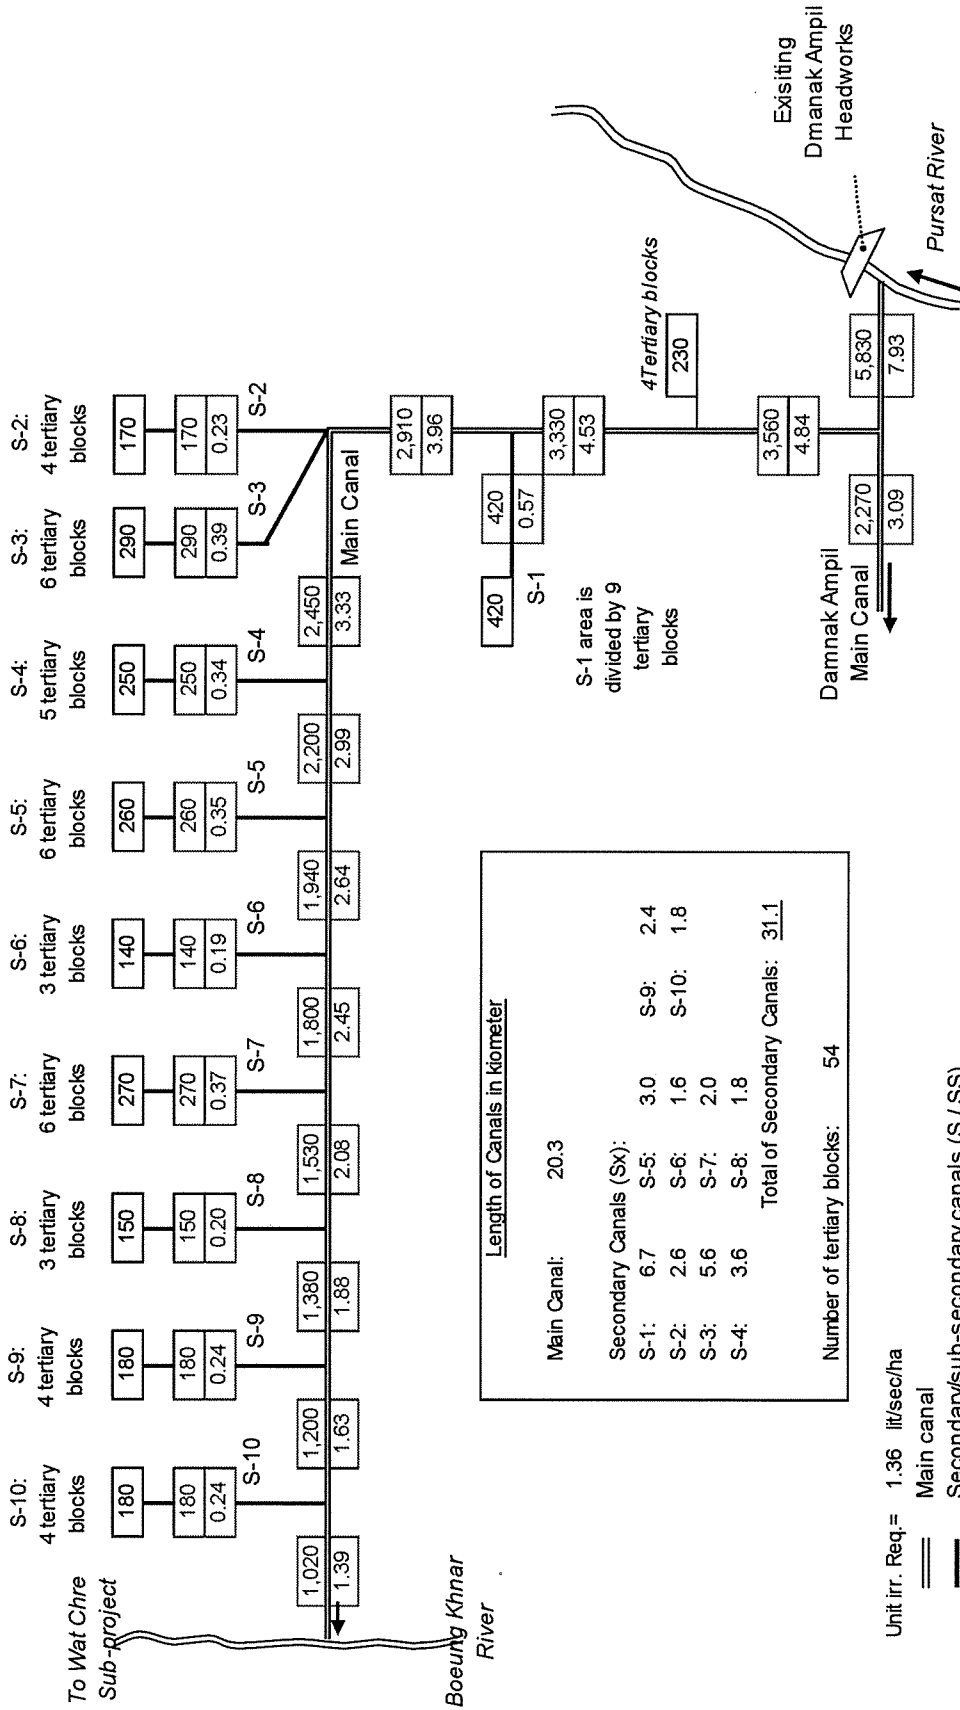 To Wat Chre
Sub-project
S-10:
4 tertiary
blocks
180
180
0.24
S-10
S-9:
4 tertiary
blocks
180
180
0.24
S-9
S-8:
3 tertiary
blocks
150
150
0.20
S-8
S-7:
6 tertiary
blocks
270
270
0.37
S-7
S-6:
3 tertiary
blocks
140
140
0.19
S-6
S-5:
6 tertiary
blocks
260
260
0.35
S-5
S-4:
5 tertiary
blocks
250
250
0.34
S-4
S-3:
6 tertiary
blocks
290
290
0.39
S-3
S-2:
4 tertiary
blocks
170
170
0.23
S-2
1,020
1.39
1,200
1.63
1,380
1.88
1,530
2.08
1,800
2.45
1,940
2.64
2,200
2.99
2,450
3.33
Main Canal
2,910
3.96
Boeung Khnar
River
420
420
0.57
S-1
S-1 area is
divided by 9
tertiary
blocks
3,330
4.53
4Tertiary blocks
230
3,560
4.84
Exisiting
Dmanak Ampil
Headworks
Damnak Ampil
Main Canal
2,270
3.09
5,830
7.93
Pursat River
Length of Canals in kiometer
Main Canal: 20.3
Secondary Canals (Sx):
S-1: 6.7 S-5: 3.0 S-9: 2.4
S-2: 2.6 S-6: 1.6 S-10: 1.8
S-3: 5.6 S-7: 2.0
S-4: 3.6 S-8: 1.8
Total of Secondary Canals: 31.1
Number of tertiary blocks: 54
Unit irr. Req.= 1.36 lit/sec/ha
Main canal
Secondary/sub-secondary canals (S / SS)